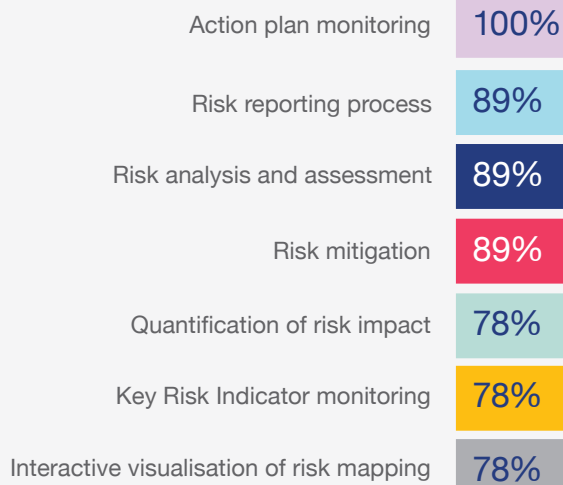 Action plan monitoring 100%
Risk reporting process 89%
Risk analysis and assessment 89%
Risk mitigation 89%
Quantification of risk impact 78%
Key Risk Indicator monitoring 78%
Interactive visualisation of risk mapping 78%